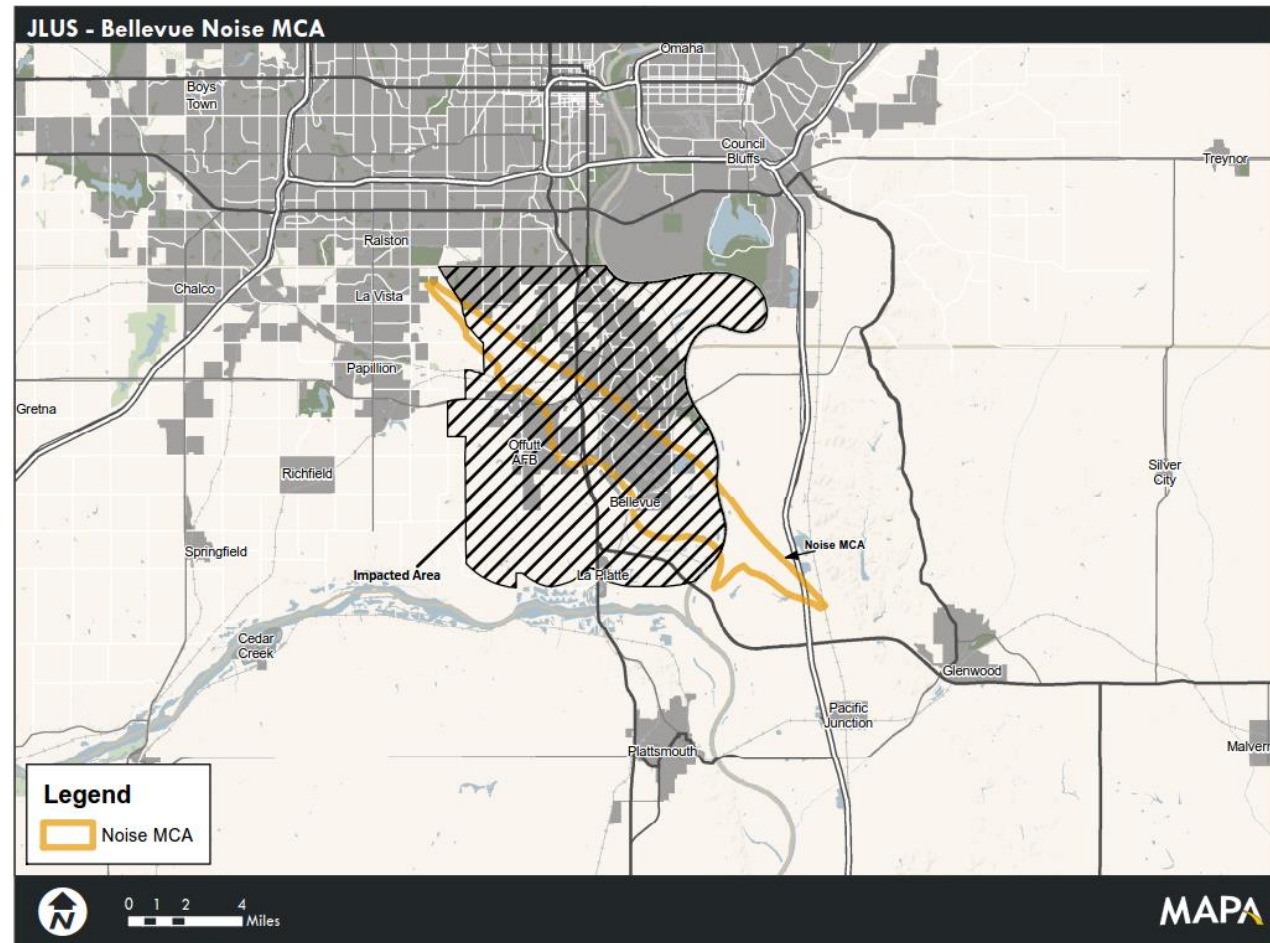 JLUS - Bellevue Noise MCA
Omaha
Boys
Town
Council
Bluffs
Treynor
Ralston
Chalco
La Vista
Papillion
Gretna
Offutt
AFB
Richfield
Silver
City
Bellevue
Noise MCA
Springfield
Impacted Area
La Platte
Cedar
Creek
Glenwood
Pacific
Junction
Plattsmouth
Malvern
Legend
Noise MCA
N
0 1 2 4
Miles
MAPA